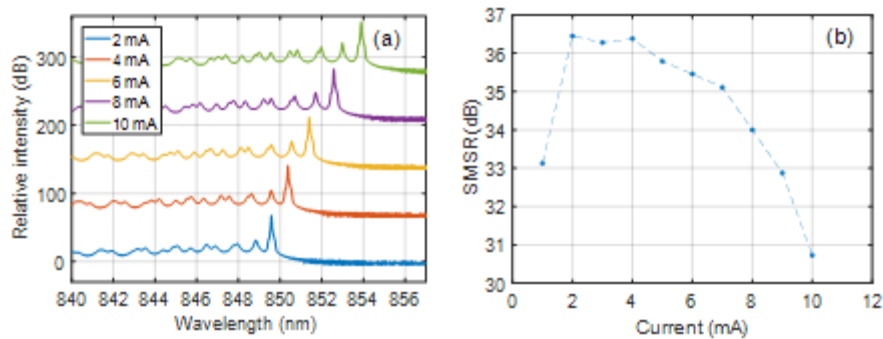 (a)
300
200
100
0
Relative intensity (dB)
2 mA
4 mA
6 mA
8 mA
10 mA
840 842 844 846 848 850 852 854 856
Wavelength (nm)
(b)
37
36
35
34
33
32
31
30
SMSR(dB)
0 2 4 6 8 10 12
Current (mA)